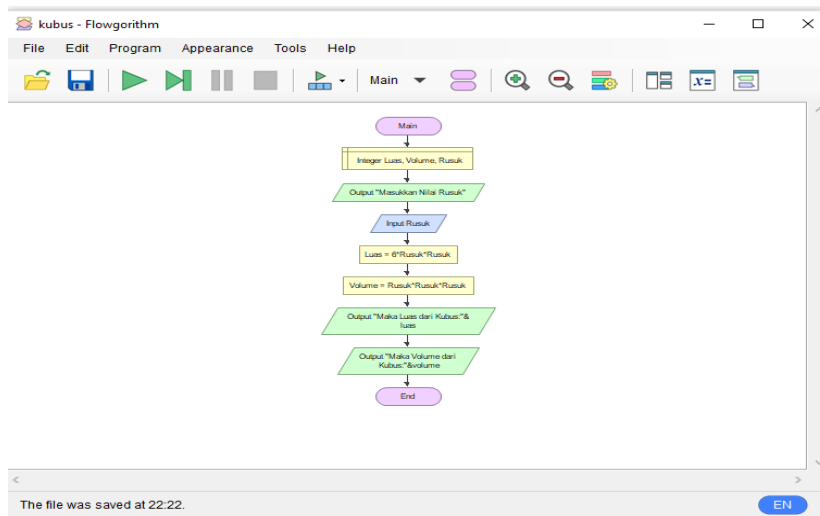 kubus - Flowgorithm
File Edit Program Appearance Tools Help
Main
x=
Main
Integer Luas, Volume, Rusuk
Output "Masukkan Nilai Rusuk"
Input Rusuk
Luas = 6*Rusuk*Rusuk
Volume = Rusuk*Rusuk*Rusuk
Output "Maka Luas dari Kubus:"&
luas
Output "Maka Volume dari
Kubus:"&volume
End
The file was saved at 22:22.
EN